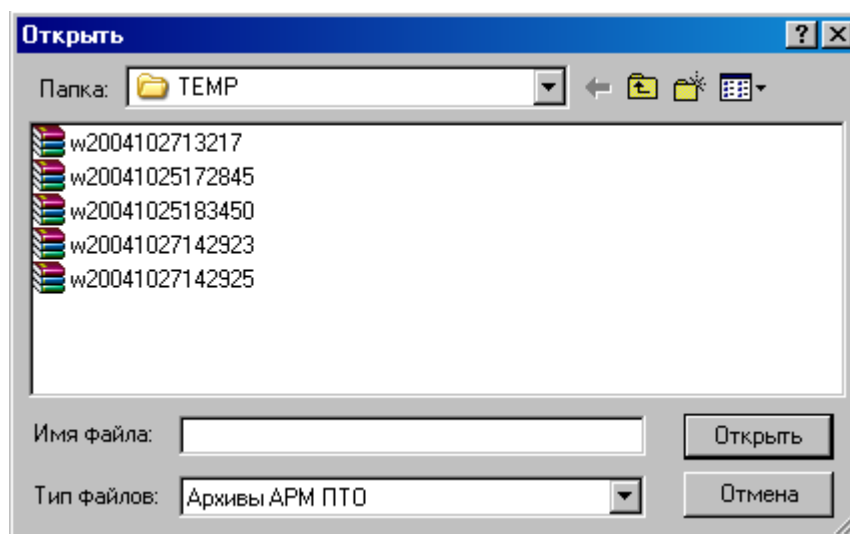 Открыть
Папка: TEMP
w2004102713217
w20041025172845
w20041025183450
w20041027142923
w20041027142925
Имя файла: Открыть
Тип файлов: Архивы АРМ ПТО Отмена